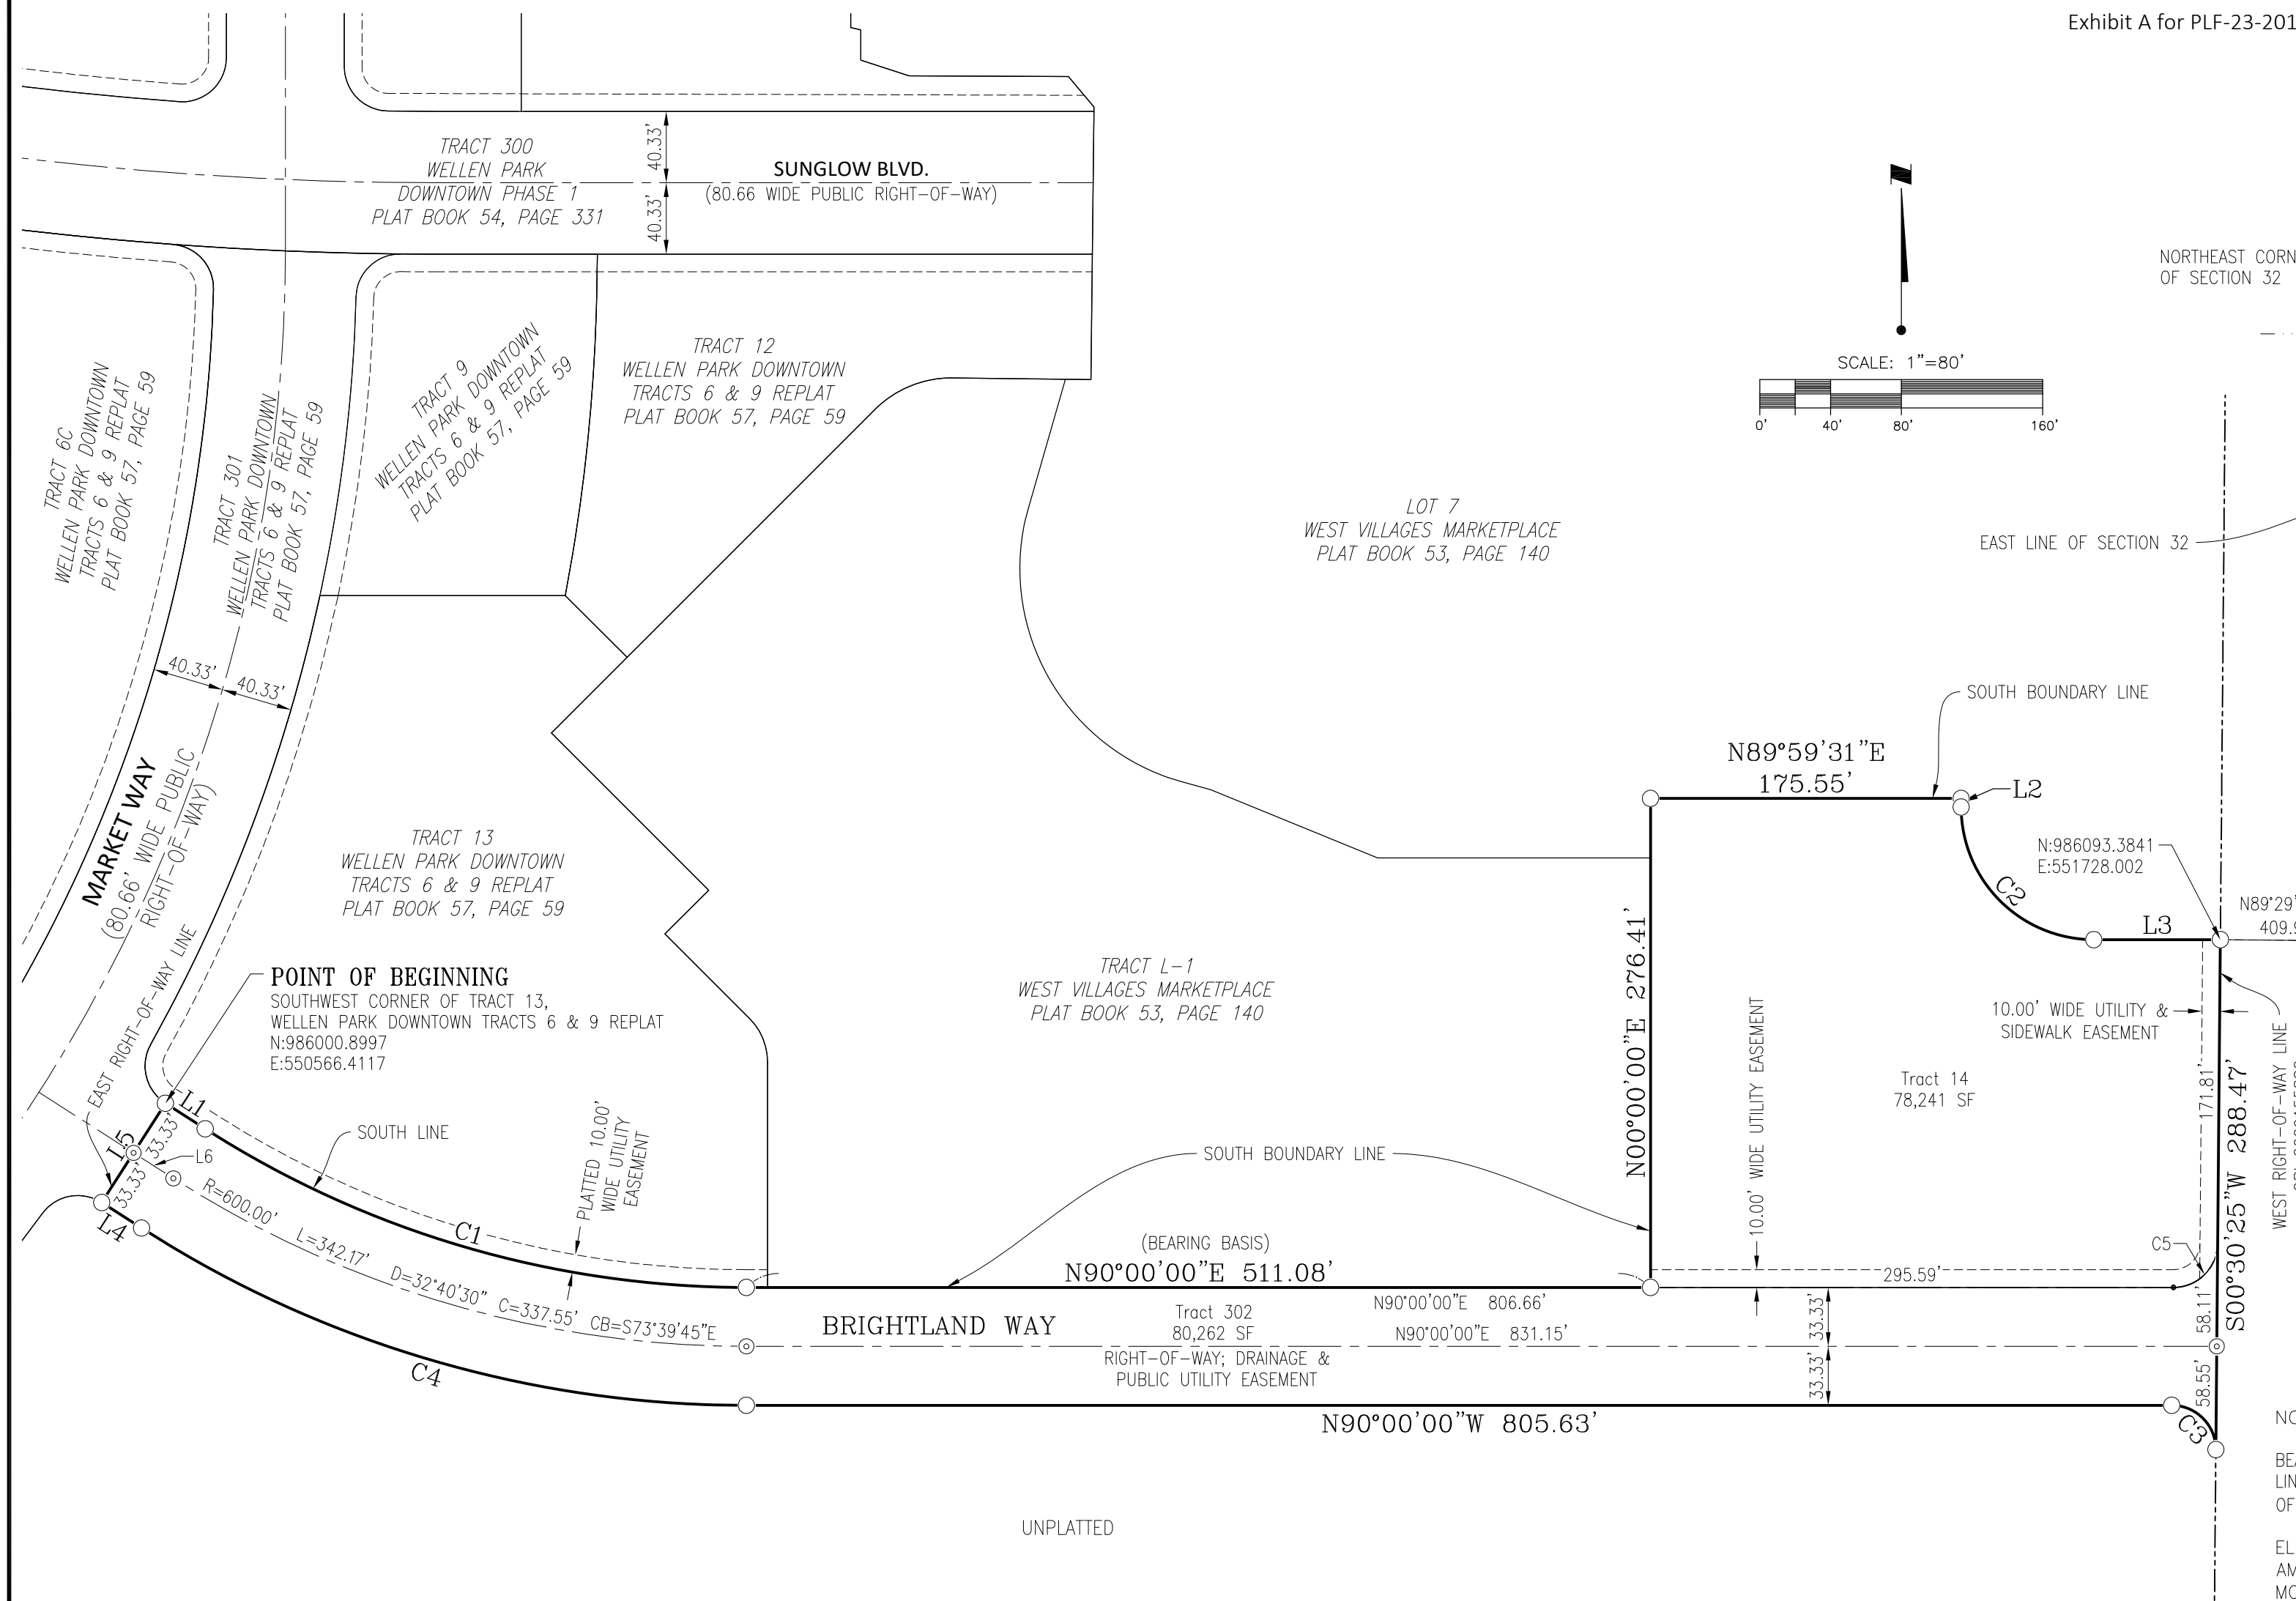 Exhibit A for PLF-23-201
TRACT 300
WELLEN PARK
DOWNTOWN PHASE 1
PLAT BOOK 54, PAGE 331
40.33'
40.33'
SUNGLOW BLVD.
(80.66 WIDE PUBLIC RIGHT-OF-WAY)
N
SCALE: 1"=80'
0'
40'
80'
160'
NORTHEAST CORN
OF SECTION 32
EAST LINE OF SECTION 32
TRACT 6C
WELLEN PARK DOWNTOWN
TRACTS 6 & 9 REPLAT
PLAT BOOK 57, PAGE 59
TRACT 301
WELLEN PARK DOWNTOWN
TRACTS 6 & 9 REPLAT
PLAT BOOK 57, PAGE 59
TRACT 9
WELLEN PARK DOWNTOWN
TRACTS 6 & 9 REPLAT
PLAT BOOK 57, PAGE 59
TRACT 12
WELLEN PARK DOWNTOWN
TRACTS 6 & 9 REPLAT
PLAT BOOK 57, PAGE 59
LOT 7
WEST VILLAGES MARKETPLACE
PLAT BOOK 53, PAGE 140
40.33'
40.33'
MARKET WAY
(80.66' WIDE PUBLIC
RIGHT-OF-WAY)
EAST RIGHT-OF-WAY LINE
TRACT 13
WELLEN PARK DOWNTOWN
TRACTS 6 & 9 REPLAT
PLAT BOOK 57, PAGE 59
POINT OF BEGINNING
SOUTHWEST CORNER OF TRACT 13,
WELLEN PARK DOWNTOWN TRACTS 6 & 9 REPLAT
N:986000.8997
E:550566.4117
TRACT L-1
WEST VILLAGES MARKETPLACE
PLAT BOOK 53, PAGE 140
SOUTH BOUNDARY LINE
N89°59'31"E
175.55'
L2
N:986093.3841
E:551728.002
C2
L3
N89°29'
409.9
N00°00'00"E 276.41'
10.00' WIDE UTILITY EASEMENT
10.00' WIDE UTILITY &
SIDEWALK EASEMENT
Tract 14
78,241 SF
171.81'
S00°30'25"W 288.47'
WEST RIGHT-OF-WAY LINE
L1
L5
33.33'
33.33'
L6
L4
SOUTH LINE
PLATTED 10.00'
WIDE UTILITY
EASEMENT
C1
R=600.00'
L=342.17'
D=32°40'30"
C=337.55'
CB=S73°39'45"E
C4
SOUTH BOUNDARY LINE
(BEARING BASIS)
N90°00'00"E 511.08'
C5
295.59'
BRIGHTLAND WAY
Tract 302
80,262 SF
RIGHT-OF-WAY; DRAINAGE &
PUBLIC UTILITY EASEMENT
N90°00'00"E 806.66'
N90°00'00"E 831.15'
33.33'
33.33'
58.11'
58.55'
N90°00'00"W 805.63'
C3
UNPLATTED
NO
BEA
LIN
OF
EL
AM
MO